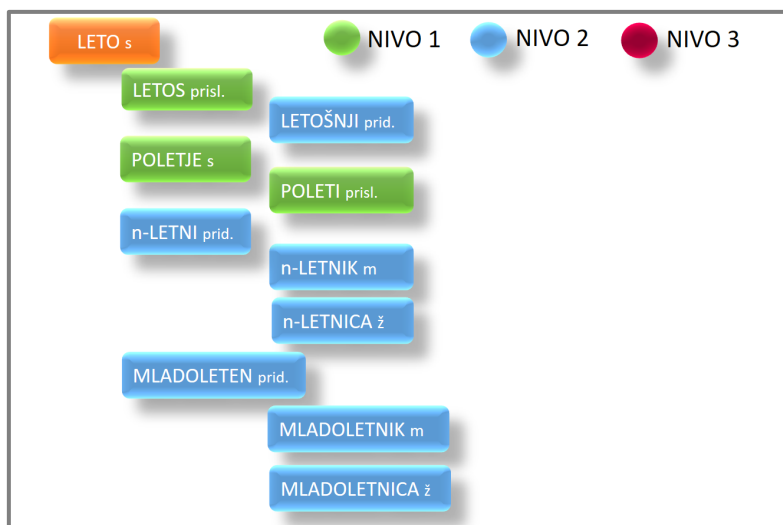 LETO s
NIVO 1
NIVO 2
NIVO 3
LETOS prisl.
LETOŠNJI prid.
POLETJE s
POLETI prisl.
n-LETNI prid.
n-LETNIK m
n-LETNICA ž
MLADOLETEN prid.
MLADOLETNIK m
MLADOLETNICA ž